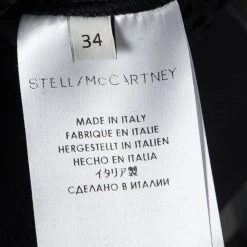 34
STELLA McCARTNEY
MADE IN ITALY
FABRIQUE EN ITALIE
HERGESTELLT IN ITALIEN
HECHO EN ITALIA
イタリア製
СДЕЛАНО В ИТАЛИИ